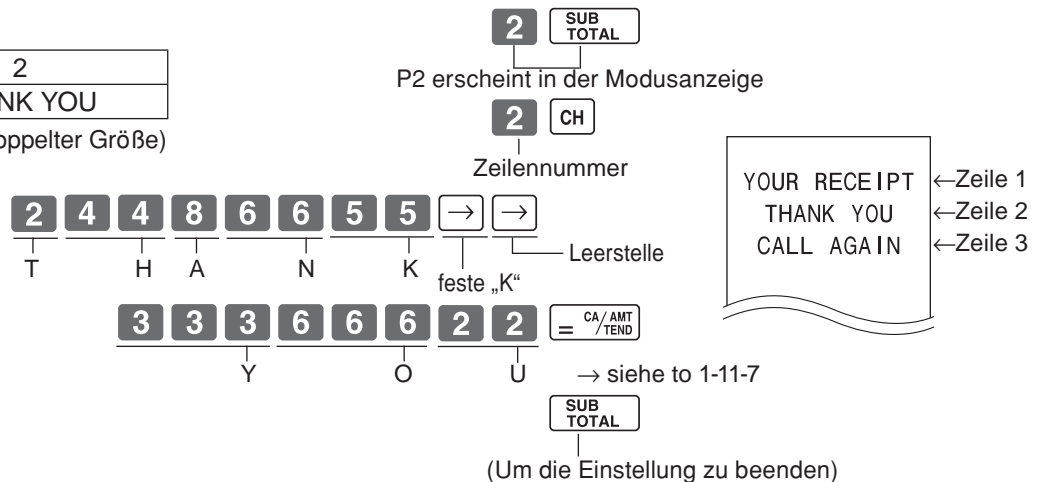 2 SUB TOTAL
P2 erscheint in der Modusanzeige
2
NK YOU
oppelter Größe)
2 CH
Zeilennummer
2 4 4 8 6 6 5 5 → →
T H A N K
feste „K“
Leerstelle
3 3 3 6 6 6 2 2 = CA/AMT /TEND
Y O U
→ siehe to 1-11-7
SUB TOTAL
(Um die Einstellung zu beenden)
YOUR RECEIPT ←Zeile 1
THANK YOU ←Zeile 2
CALL AGAIN ←Zeile 3